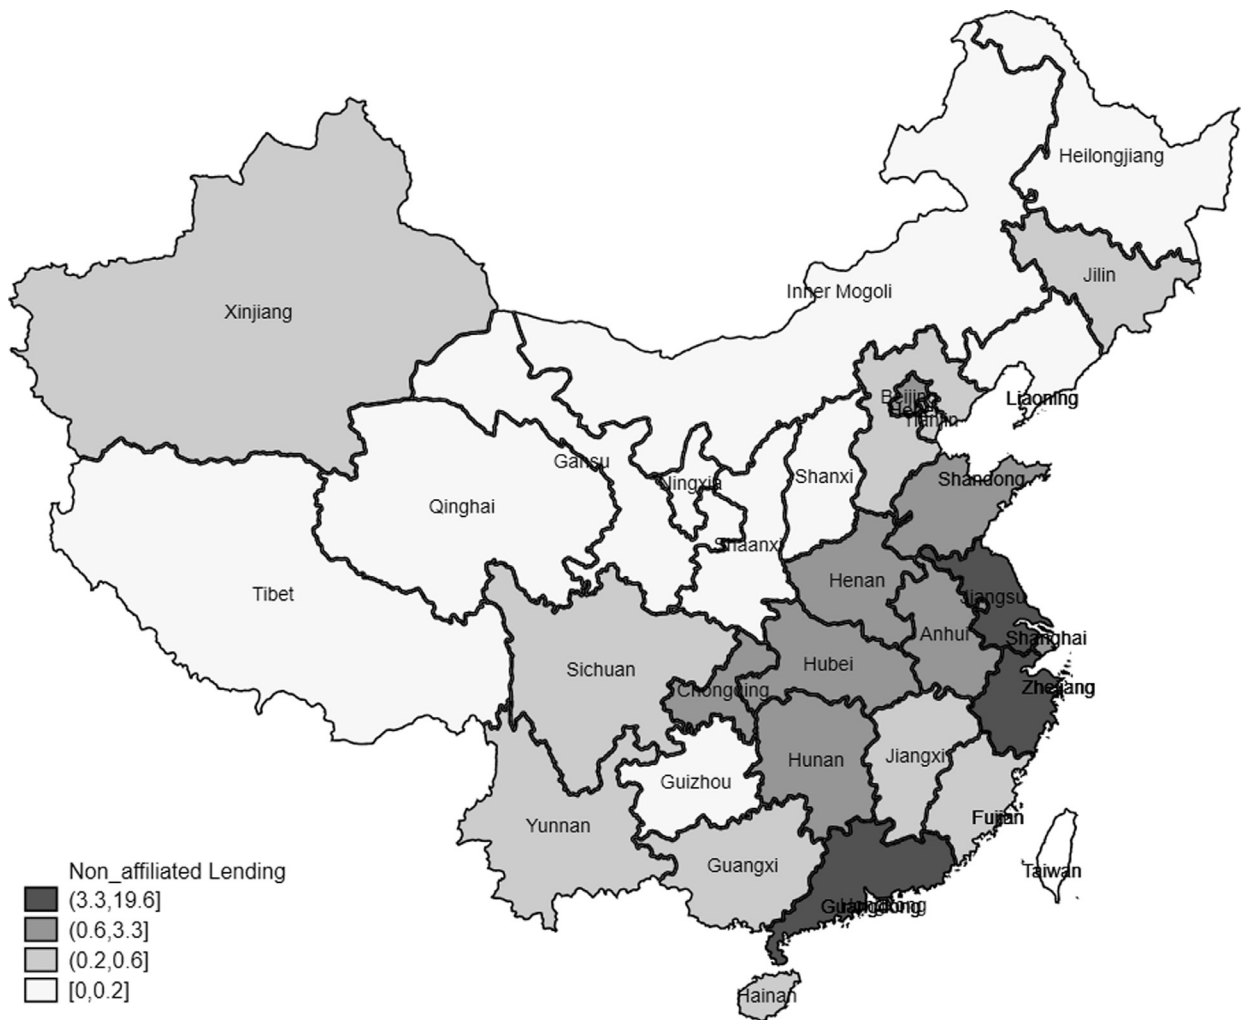 Heilongjiang
Jilin
Inner Mogoli
Xinjiang
Beijing
Liaoning
Tianjin
Gansu
Shanxi
Shandong
Ningxia
Qinghai
Shaanxi
Henan
Tibet
Jiangsu
Anhui
Shanghai
Hubei
Sichuan
Chongqing
Zhejiang
Hunan
Jiangxi
Guizhou
Fujian
Yunnan
Guangxi
Taiwan
Guangdong
Hainan
Non_affiliated Lending
(3.3,19.6]
(0.6,3.3]
(0.2,0.6]
[0,0.2]